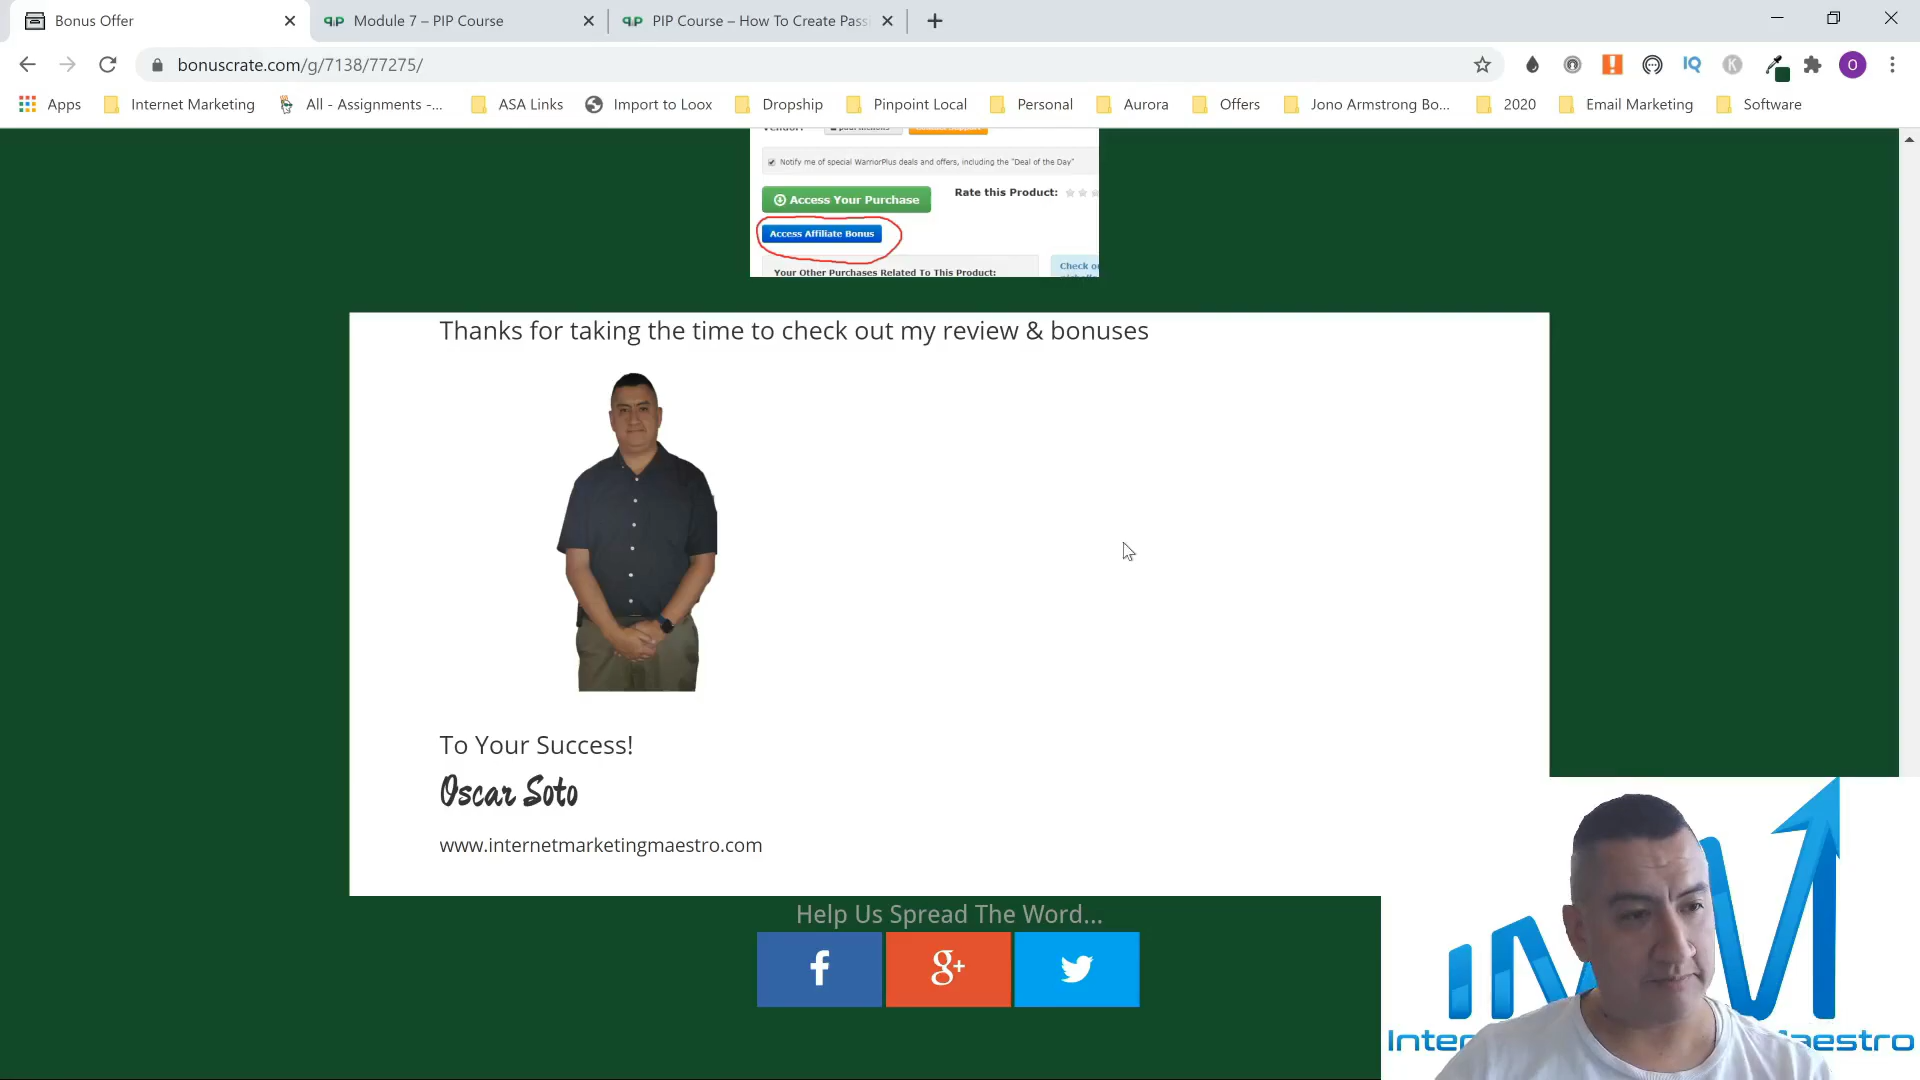 Bonus Offer
Module 7 – PIP Course
PIP Course – How To Create Pass
bonuscrate.com/g/7138/77275/
IQ
K
O
Apps
Internet Marketing
All - Assignments -...
ASA Links
Import to Loox
Dropship
Pinpoint Local
Personal
Aurora
Offers
Jono Armstrong Bo...
2020
Email Marketing
Software
Notify me of special WarriorPlus deals and offers, including the "Deal of the Day"
Access Your Purchase
Rate this Product:
Access Affiliate Bonus
Your Other Purchases Related To This Product:
Check ou
Thanks for taking the time to check out my review & bonuses
To Your Success!
Oscar Soto
www.internetmarketingmaestro.com
Help Us Spread The Word...
f
g+